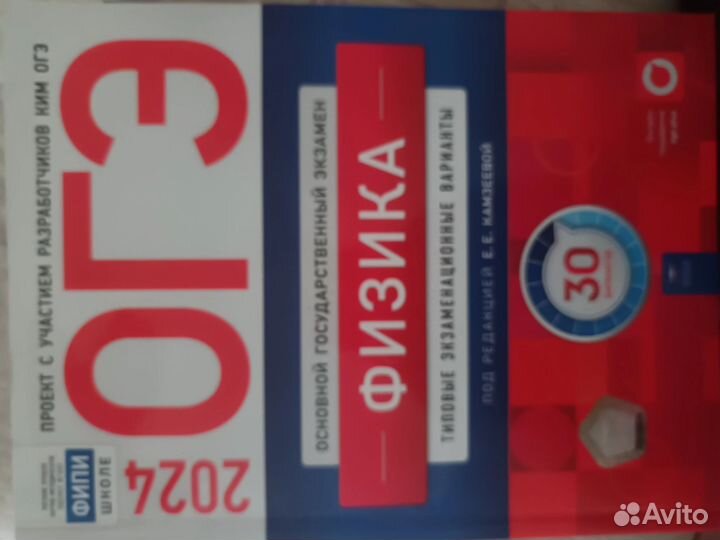 ПРОЕКТ С УЧАСТИЕМ РАЗРАБОТЧИКОВ КИМ ОГЭ
ФИПИ
ШКОЛЕ
ОГЭ
2024
ОСНОВНОЙ ГОСУДАРСТВЕННЫЙ ЭКЗАМЕН
ФИЗИКА
ТИПОВЫЕ ЭКЗАМЕНАЦИОННЫЕ ВАРИАНТЫ
ПОД РЕДАКЦИЕЙ Е. Е. КАМЗЕЕВОЙ
30
Avito